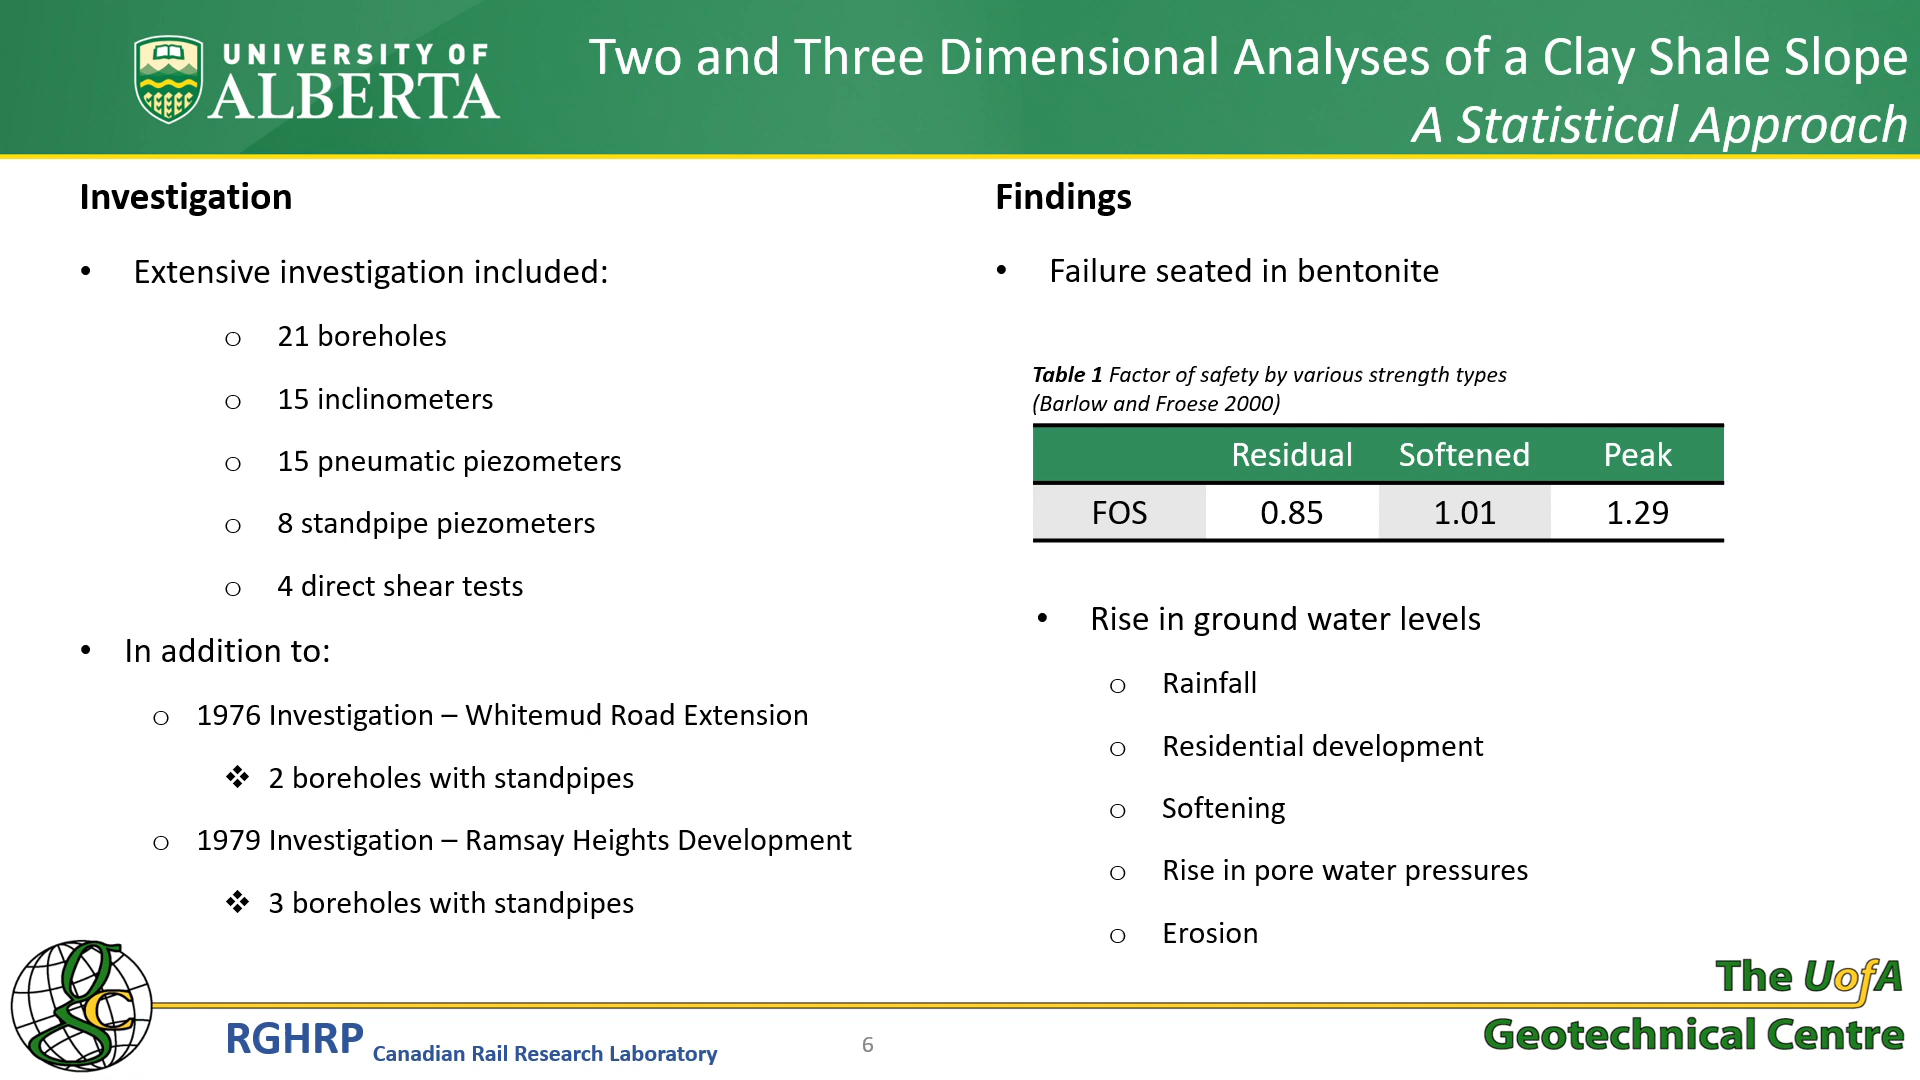 UNIVERSITY OF
ALBERTA
Two and Three Dimensional Analyses of a Clay Shale Slope
A Statistical Approach
Investigation
• Extensive investigation included:
o 21 boreholes
o 15 inclinometers
o 15 pneumatic piezometers
o 8 standpipe piezometers
o 4 direct shear tests
• In addition to:
o 1976 Investigation – Whitemud Road Extension
❖ 2 boreholes with standpipes
o 1979 Investigation – Ramsay Heights Development
❖ 3 boreholes with standpipes
Findings
• Failure seated in bentonite
Table 1 Factor of safety by various strength types
(Barlow and Froese 2000)
Residual Softened Peak
FOS 0.85 1.01 1.29
• Rise in ground water levels
o Rainfall
o Residential development
o Softening
o Rise in pore water pressures
o Erosion
gc
RGHRP Canadian Rail Research Laboratory
6
The UofA
Geotechnical Centre